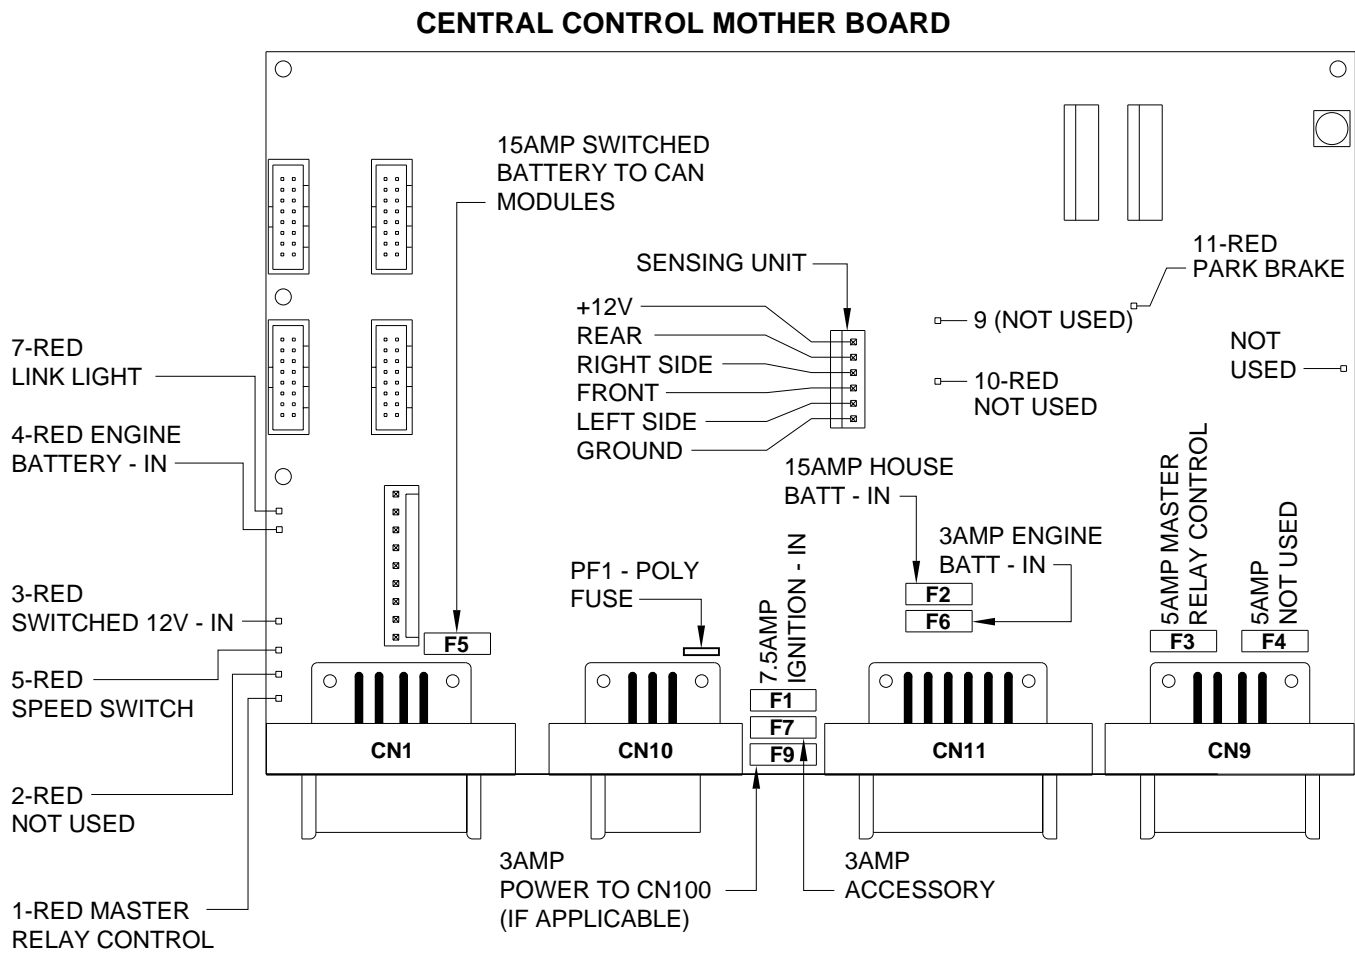 CENTRAL CONTROL MOTHER BOARD
15AMP SWITCHED
BATTERY TO CAN
MODULES
SENSING UNIT
+12V
REAR
RIGHT SIDE
FRONT
LEFT SIDE
GROUND
11-RED
PARK BRAKE
9 (NOT USED)
10-RED
NOT USED
NOT
USED
7-RED
LINK LIGHT
4-RED ENGINE
BATTERY - IN
3-RED
SWITCHED 12V - IN
5-RED
SPEED SWITCH
2-RED
NOT USED
1-RED MASTER
RELAY CONTROL
15AMP HOUSE
BATT - IN
3AMP ENGINE
BATT - IN
PF1 - POLY
FUSE
7.5AMP
IGNITION - IN
5AMP MASTER
RELAY CONTROL
5AMP
NOT USED
F5
F2
F6
F3
F4
F1
F7
F9
CN1
CN10
CN11
CN9
3AMP
POWER TO CN100
(IF APPLICABLE)
3AMP
ACCESSORY